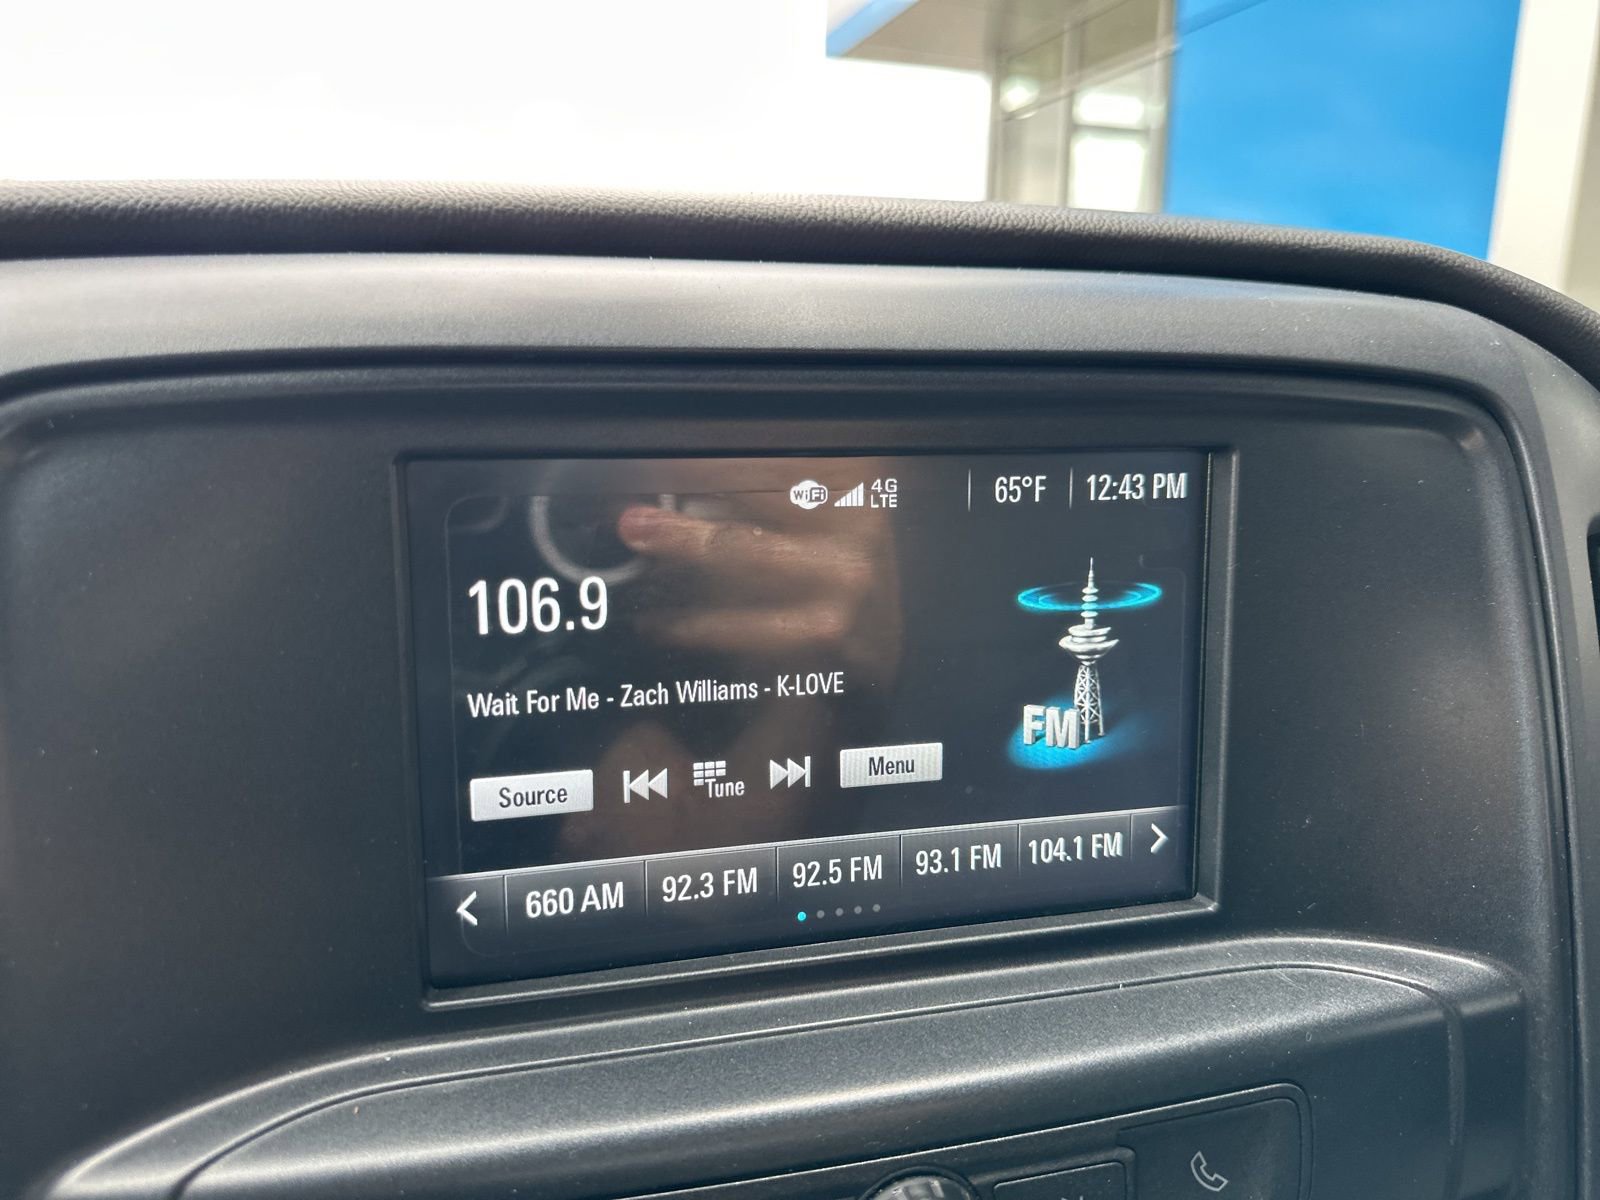 WiFi 4G LTE 65°F 12:43 PM
106.9
Wait For Me - Zach Williams - K-LOVE
FM
Source Tune Menu
660 AM 92.3 FM 92.5 FM 93.1 FM 104.1 FM